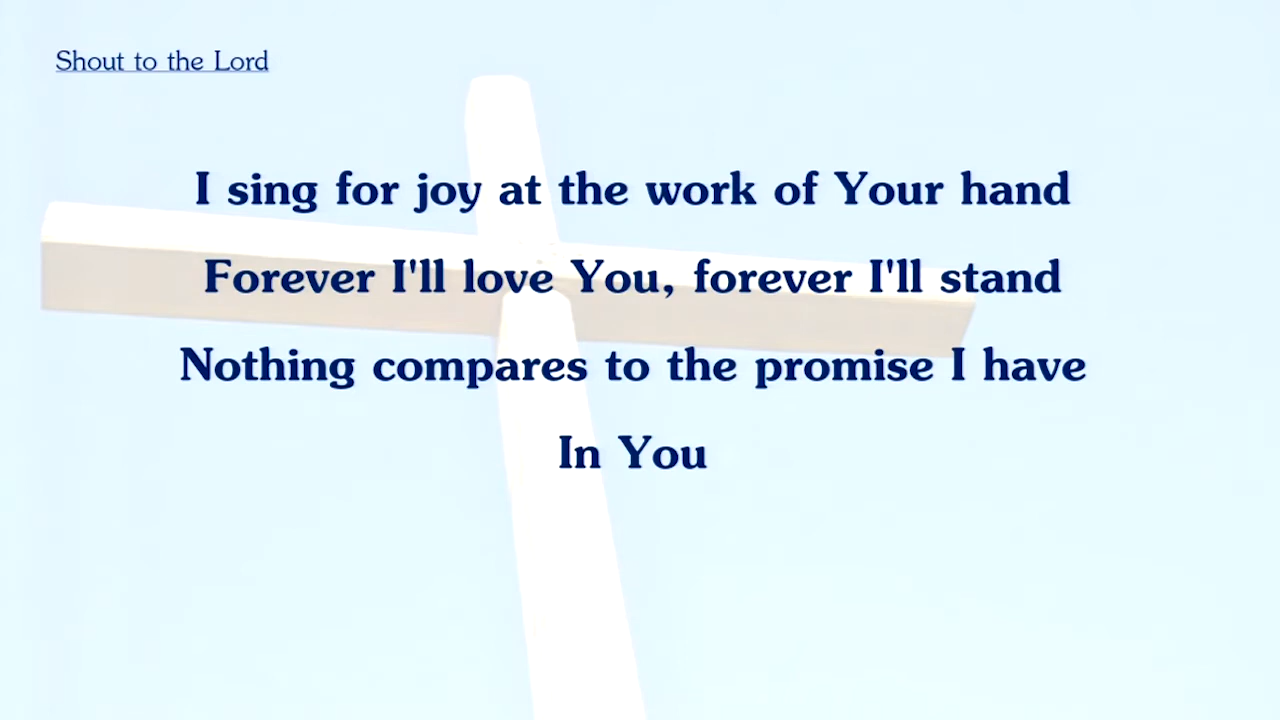 Shout to the Lord
I sing for joy at the work of Your hand
Forever I'll love You, forever I'll stand
Nothing compares to the promise I have
In You